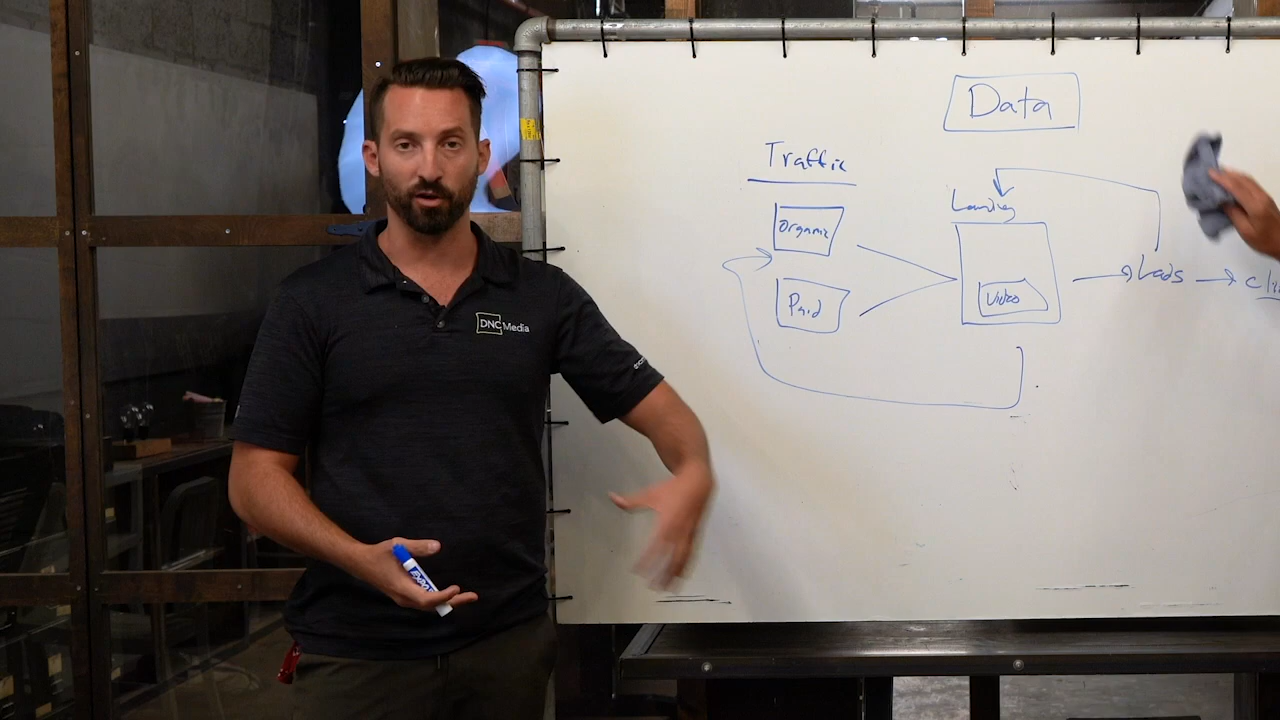 Data
Traffic
Landing
Organic
Paid
Video
Leads
DNC Media
EXPO